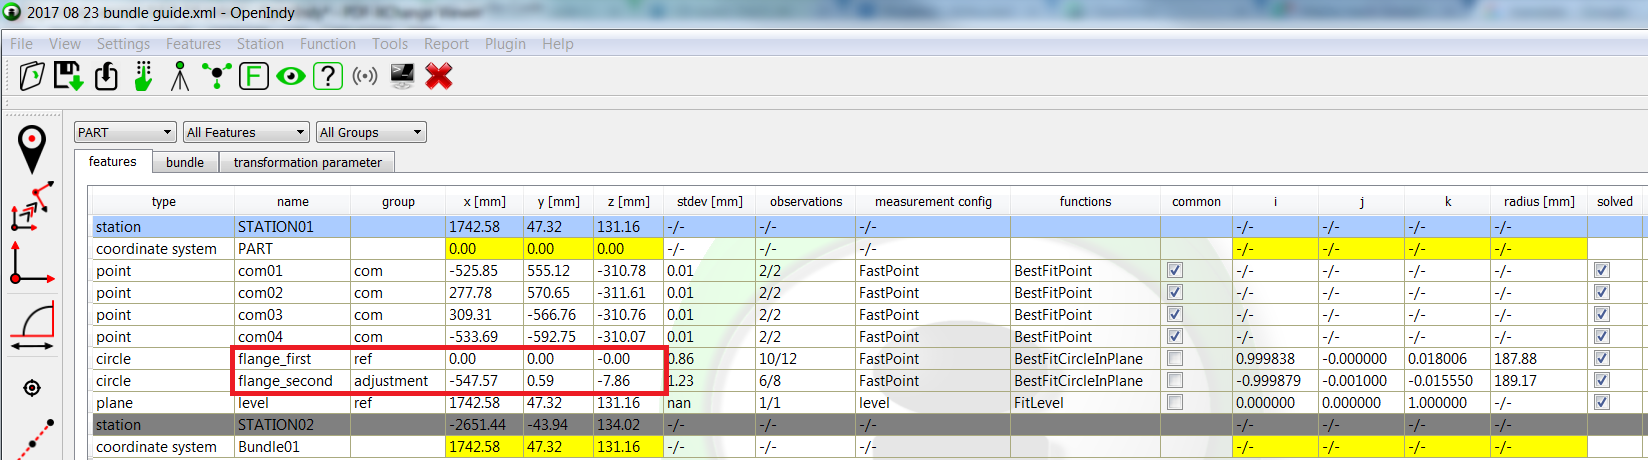 2017 08 23 bundle guide.xml - OpenIndy
File View Settings Features Station Function Tools Report Plugin Help
PART All Features All Groups
features bundle transformation parameter
type name group x [mm] y [mm] z [mm] stdev [mm] observations measurement config functions common i j k radius [mm] solved
station STATION01 1742.58 47.32 131.16 -/- -/- -/- -/- -/- -/- -/-
coordinate system PART 0.00 0.00 0.00 -/- -/- -/- -/- -/- -/- -/-
point com01 com -525.85 555.12 -310.78 0.01 2/2 FastPoint BestFitPoint -/- -/- -/- -/-
point com02 com 277.78 570.65 -311.61 0.01 2/2 FastPoint BestFitPoint -/- -/- -/- -/-
point com03 com 309.31 -566.76 -310.76 0.01 2/2 FastPoint BestFitPoint -/- -/- -/- -/-
point com04 com -533.69 -592.75 -310.07 0.01 2/2 FastPoint BestFitPoint -/- -/- -/- -/-
circle flange_first ref 0.00 0.00 -0.00 0.86 10/12 FastPoint BestFitCircleInPlane 0.999838 -0.000000 0.018006 187.88
circle flange_second adjustment -547.57 0.59 -7.86 1.23 6/8 FastPoint BestFitCircleInPlane -0.999879 -0.001000 -0.015550 189.17
plane level ref 1742.58 47.32 131.16 nan 1/1 level FitLevel 0.000000 0.000000 1.000000 -/-
station STATION02 -2651.44 -43.94 134.02 -/- -/- -/- -/- -/- -/- -/-
coordinate system Bundle01 1742.58 47.32 131.16 -/- -/- -/- -/- -/- -/- -/-